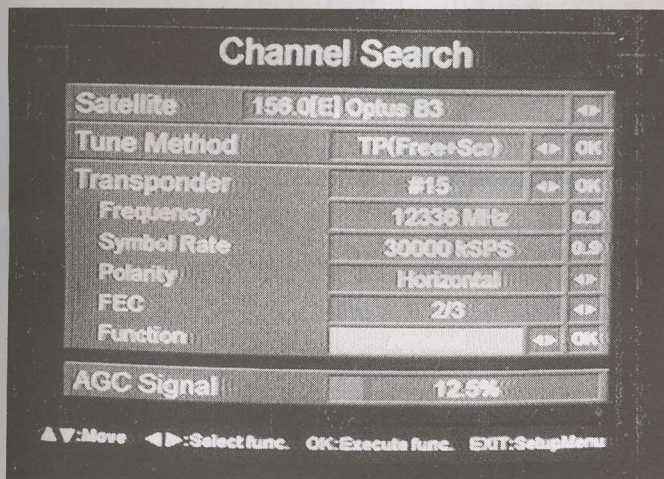 Channel Search
Satellite 156.0[E] Optus B3 ◀▶
Tune Method TP(Free+Scr) ◀▶ OK
Transponder #15 ◀▶ OK
Frequency 12336 MHz 0..9
Symbol Rate 30000 kSPS 0..9
Polarity Horizontal ◀▶
FEC 2/3 ◀▶
Function ◀▶ OK
AGC Signal 12.5%
▲▼:Move ◀▶:Select func. OK:Execute func. EXIT:SetupMenu